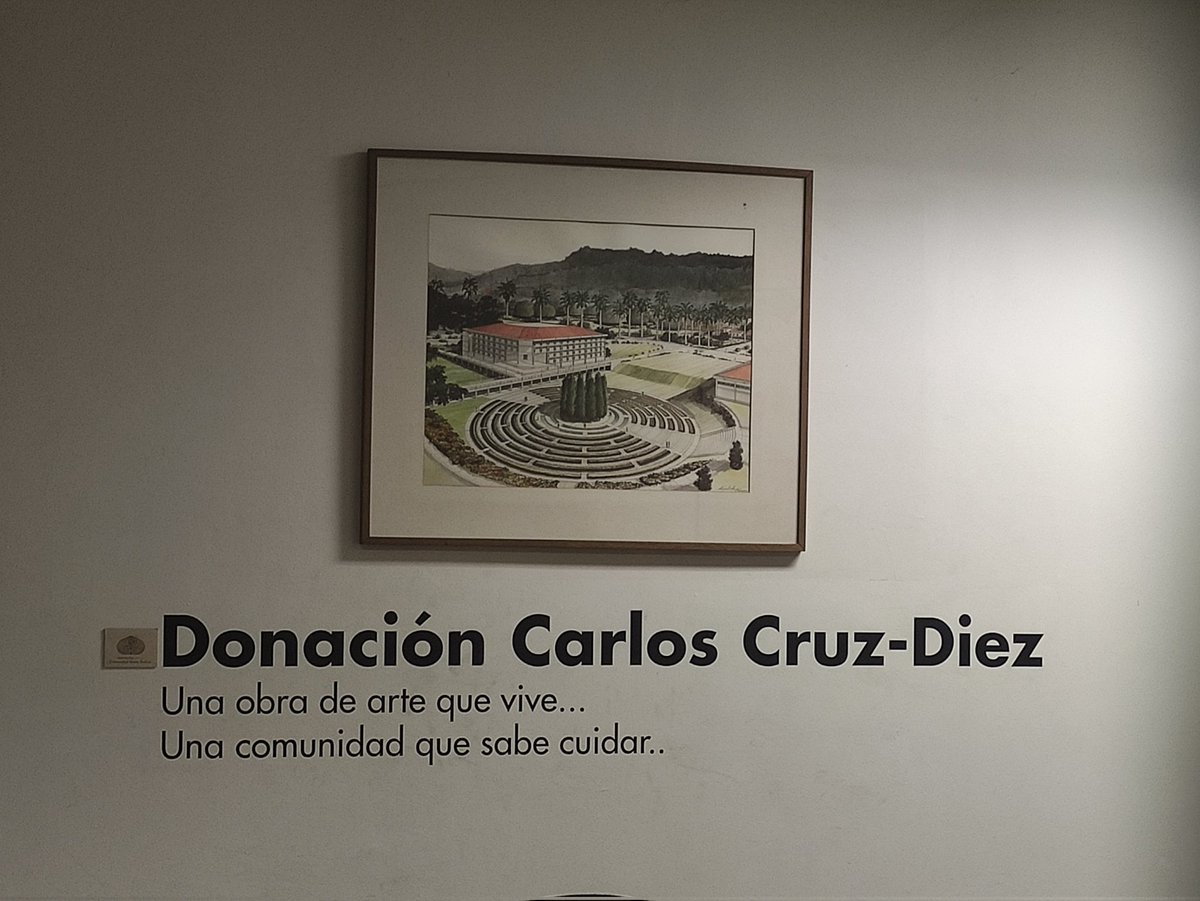 Donación Carlos Cruz-Diez
Una obra de arte que vive...
Una comunidad que sabe cuidar..